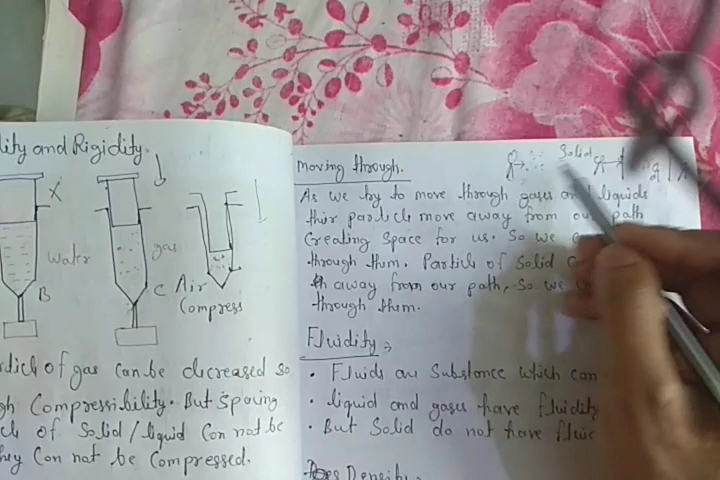 lity and Rigidity.
X
water
gas
B
C Air
Compress
rticle of gas can be decreased so
gh Compressibility. But Spacing
cle of Solid/liquid Can not be
hey Can not be Compressed.
Moving through.
Solid
As we try to move through gases and liquids
thir particle move away from our path
Creating Space for us. So we
through them. Particle of Solid
away from our path, So we
through them.
Fluidity
• Fluids are Substance which can
• liquid and gases have fluidity
• But Solid do not have fluid
Density